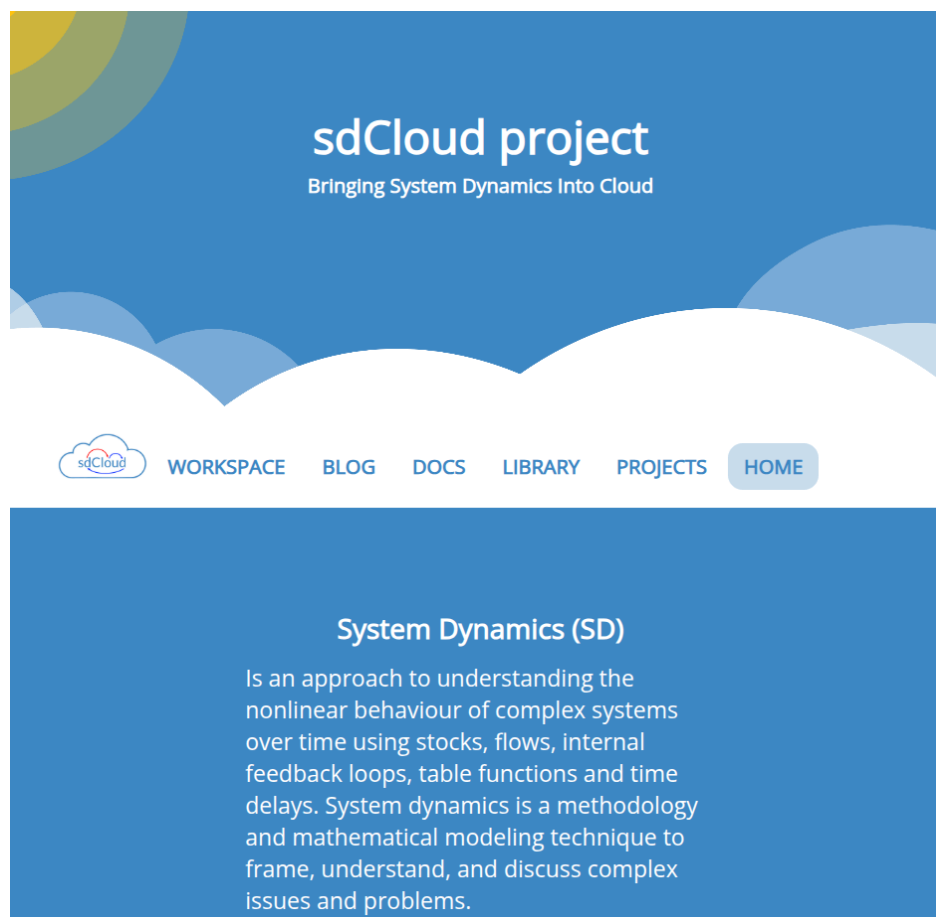 sdCloud project
Bringing System Dynamics Into Cloud
sdCloud WORKSPACE BLOG DOCS LIBRARY PROJECTS HOME
System Dynamics (SD)
Is an approach to understanding the
nonlinear behaviour of complex systems
over time using stocks, flows, internal
feedback loops, table functions and time
delays. System dynamics is a methodology
and mathematical modeling technique to
frame, understand, and discuss complex
issues and problems.